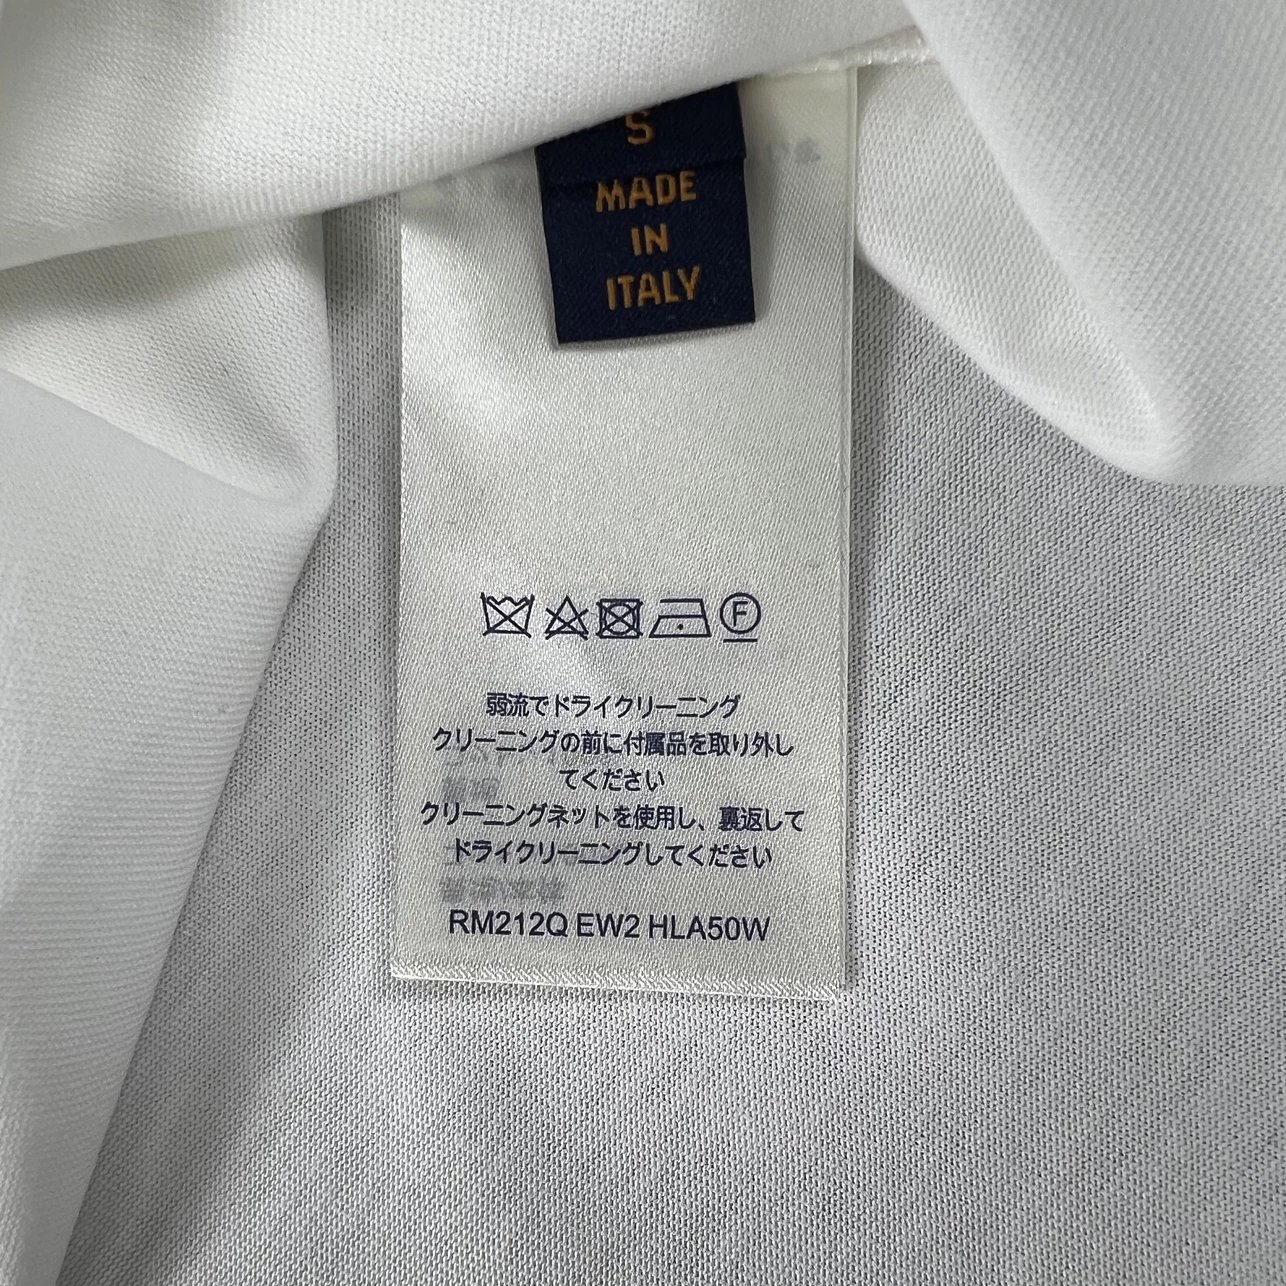 S
MADE
IN
ITALY
F
弱流でドライクリーニング
クリーニングの前に付属品を取り外し
てください
クリーニングネットを使用し、裏返して
ドライクリーニングしてください
RM212Q EW2 HLA50W